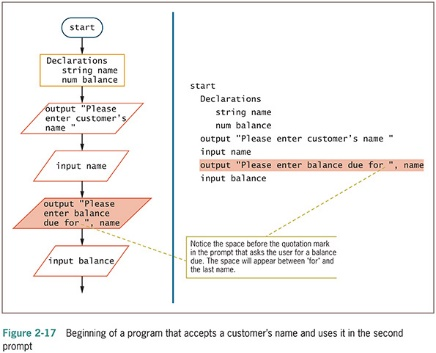 start
Declarations
string name
num balance
output "Please
enter customer's
name "
input name
output "Please
enter balance
due for ", name
input balance
start
Declarations
string name
num balance
output "Please enter customer's name "
input name
output "Please enter balance due for ", name
input balance
Notice the space before the quotation mark
in the prompt that asks the user for a balance
due. The space will appear between "for" and
the last name.
Figure 2-17 Beginning of a program that accepts a customer's name and uses it in the second
prompt